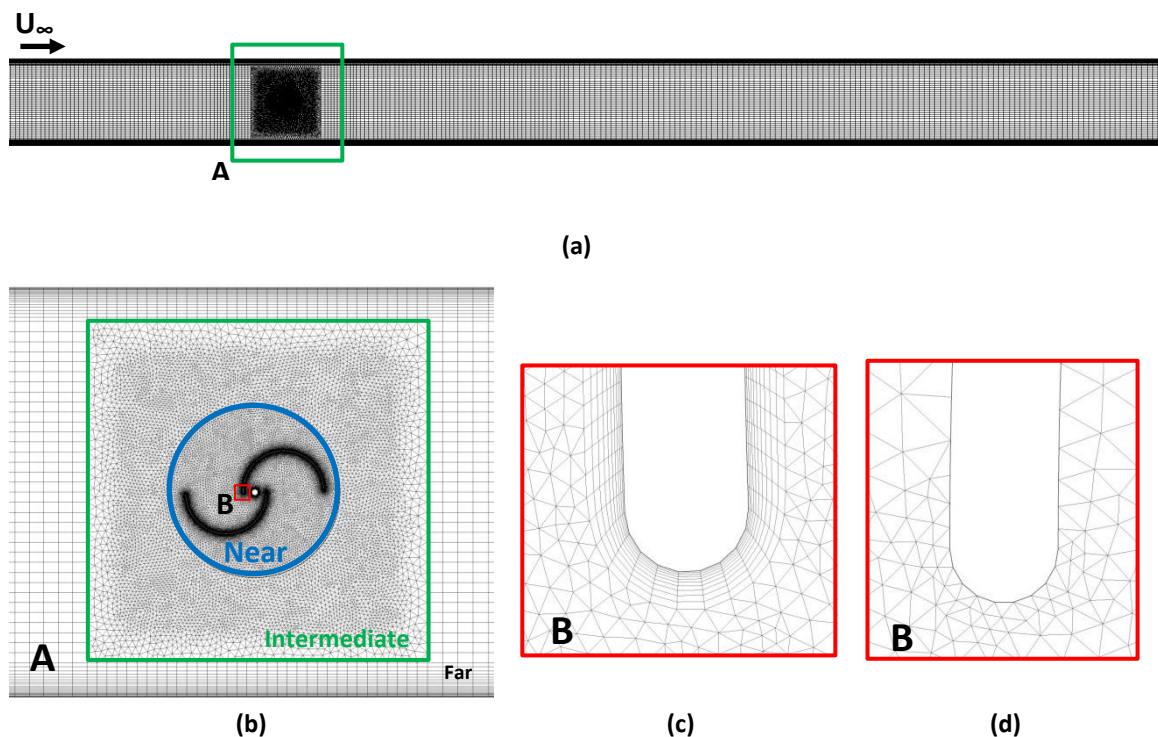 U∞
A
(a)
B
Near
Intermediate
A
Far
B
B
(b)
(c)
(d)